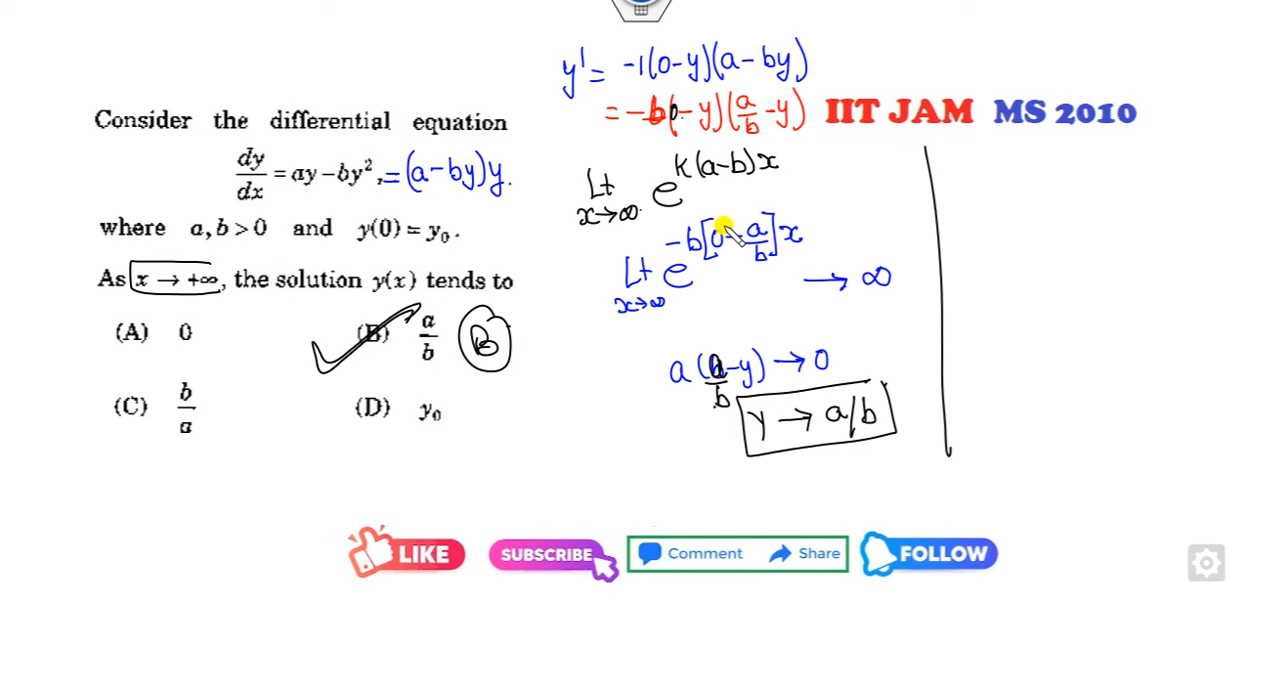 Consider the differential equation
dy/dx = ay − by², = (a − by)y.
where a, b > 0 and y(0) = y₀.
As x → +∞, the solution y(x) tends to
(A) 0
(B) a/b
B
(C) b/a
(D) y₀
y' = -1(0-y)(a-by)
= -b(0-y)(a/b-y)
IIT JAM MS 2010
Lt x→∞ e^{k(a-b)x}
Lt x→∞ e^{-b[0-a/b]x} → ∞
a(a/b-y) → 0
y → a/b
LIKE
SUBSCRIBE
Comment
Share
FOLLOW